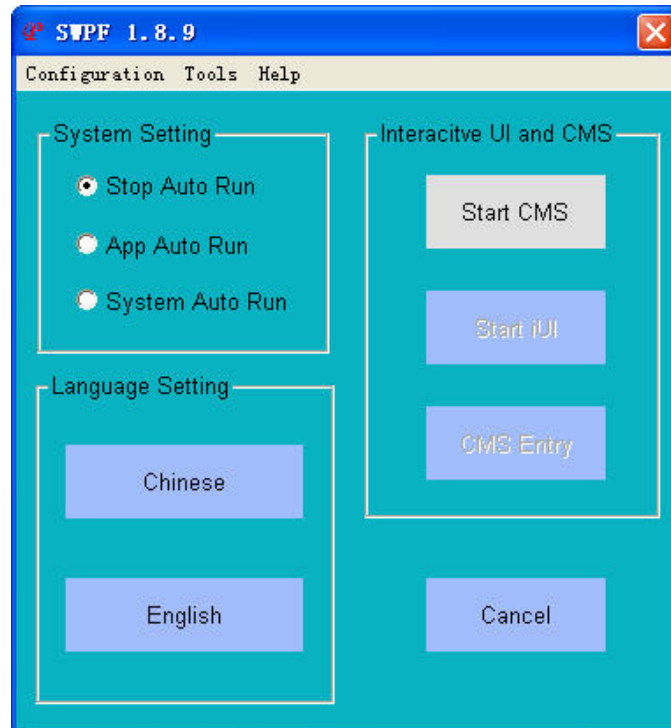 SWPF 1.8.9
Configuration Tools Help
System Setting
Stop Auto Run
App Auto Run
System Auto Run
Language Setting
Chinese
English
Interacitve UI and CMS
Start CMS
Start iUI
CMS Entry
Cancel